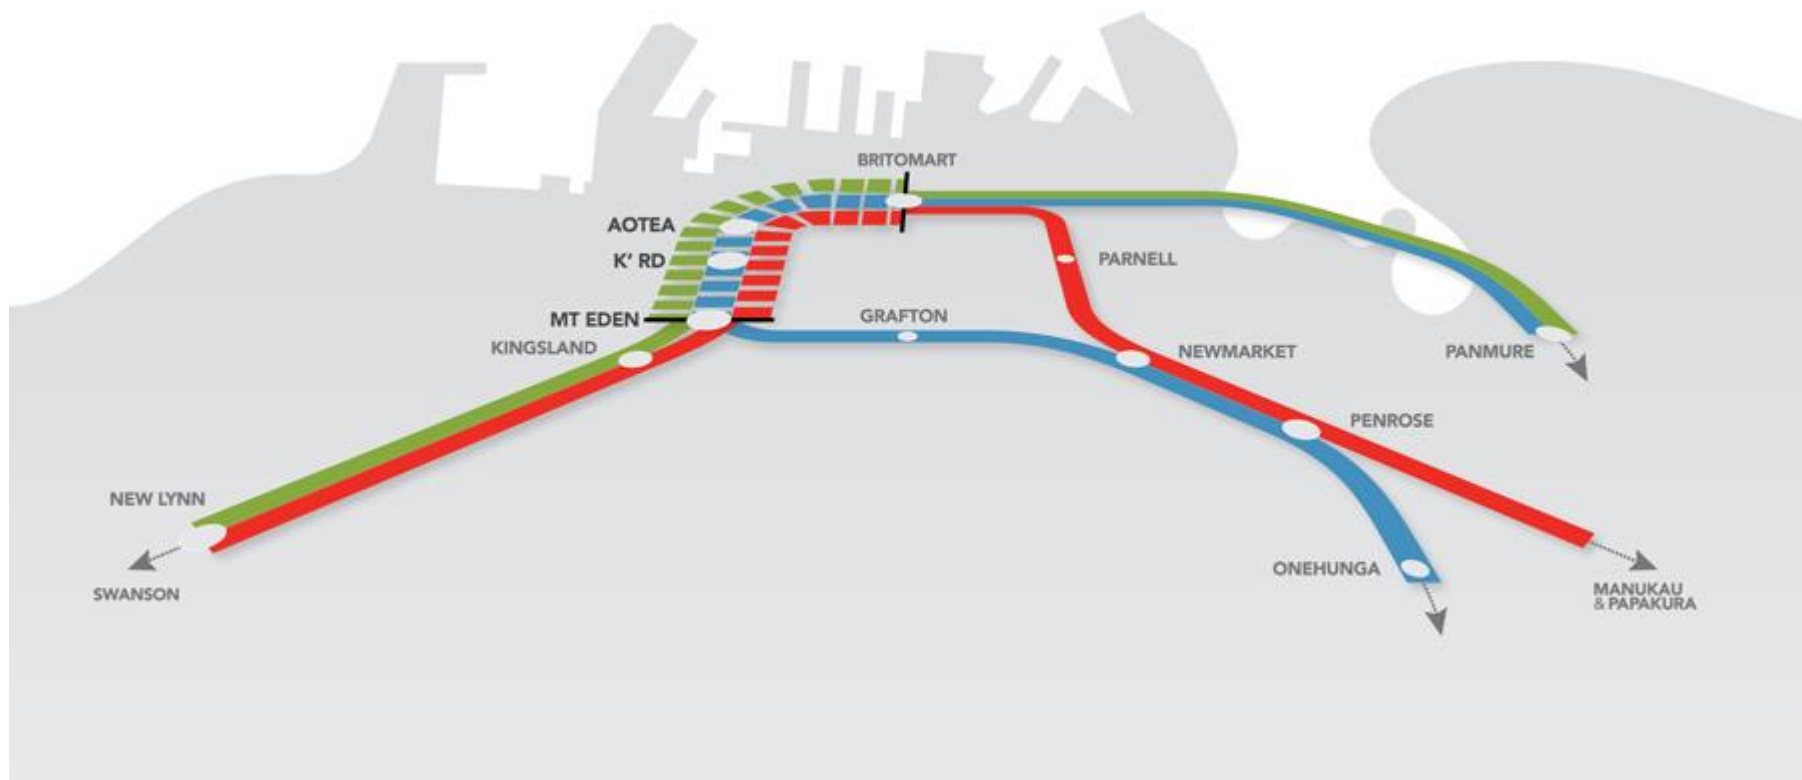 BRITOMART
AOTEA
K' RD
PARNELL
MT EDEN
GRAFTON
KINGSLAND
NEWMARKET
PANMURE
PENROSE
NEW LYNN
ONEHUNGA
SWANSON
MANUKAU
& PAPAKURA